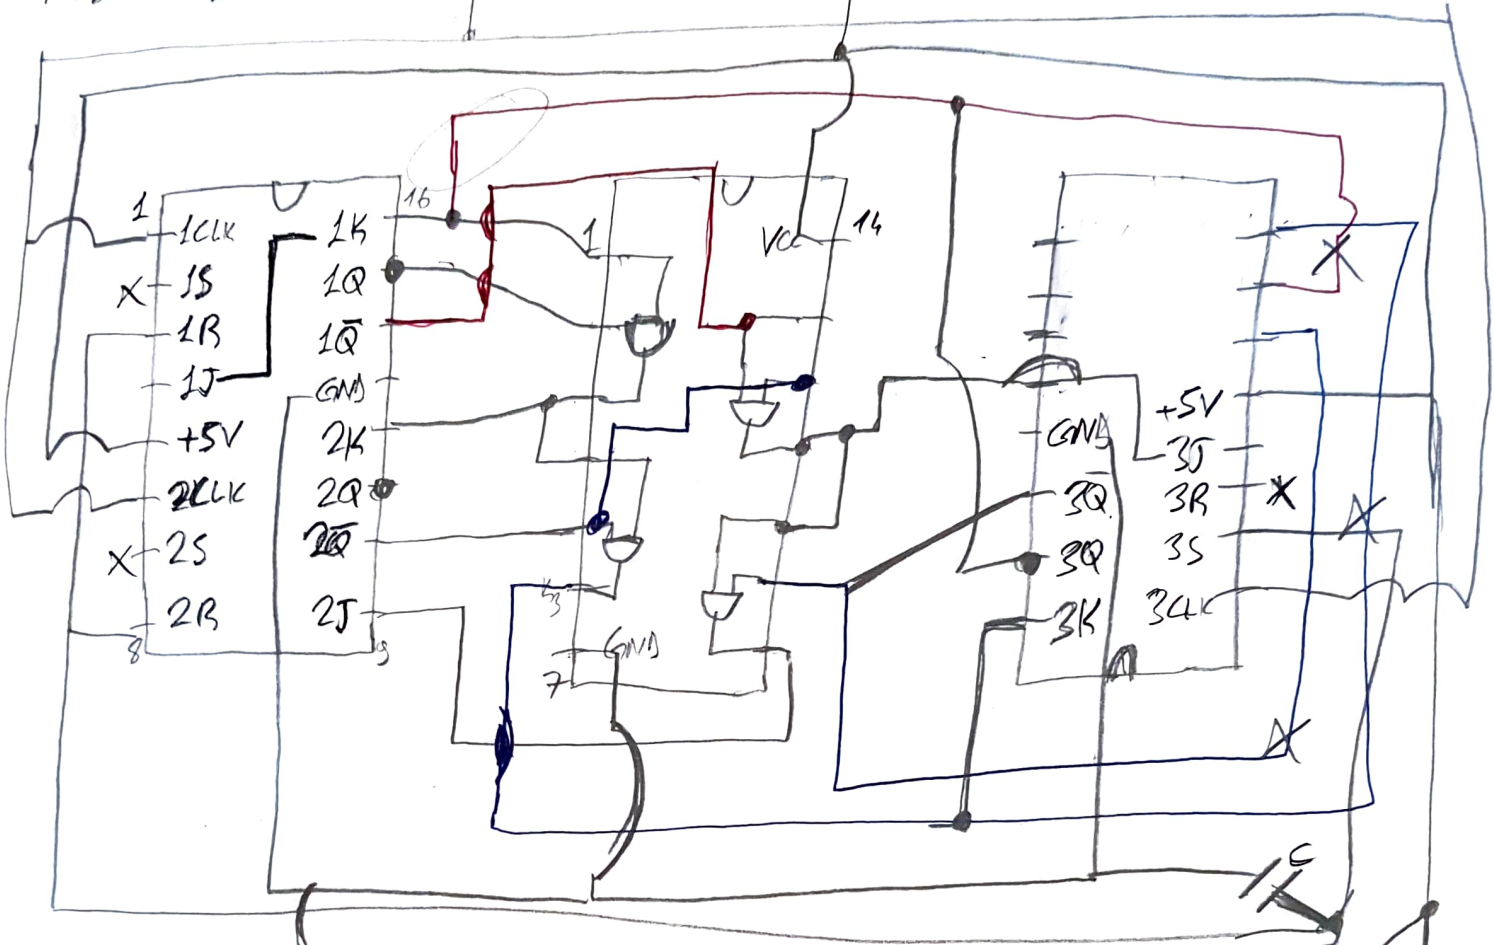 1
1CLK
1S
1R
1J
+5V
2CLK
2S
2R
8
16
1K
1Q
1Q̅
GND
2K
2Q
2Q̅
2J
9
1
VCC
14
GND
7
GND
3Q̅
3Q
3K
+5V
3J
3R
3S
3CLK
C